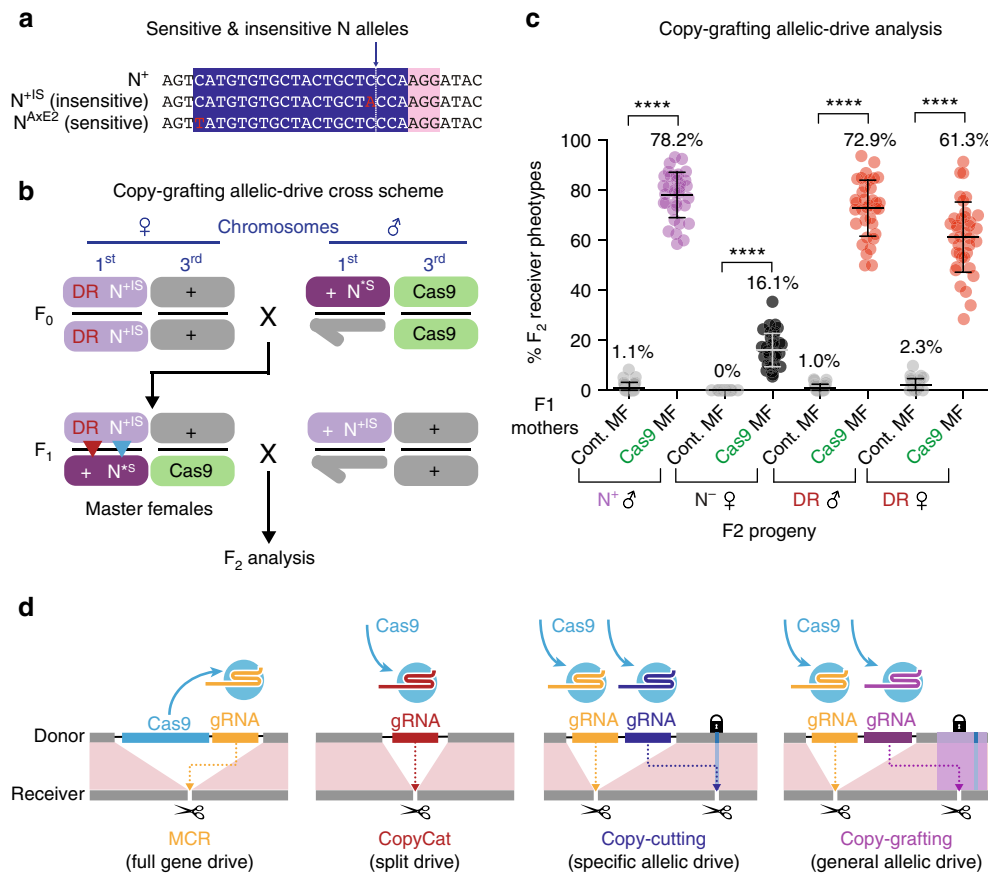 a
Sensitive & insensitive N alleles
N+ AGTCATGTGTGCTACTGCTCCCAAGGATAC
N+IS (insensitive) AGTCATGTGTGCTACTGCTACCAAGGATAC
NAxE2 (sensitive) AGTTATGTGTGCTACTGCTCCCAAGGATAC
b
Copy-grafting allelic-drive cross scheme
♀ Chromosomes ♂
1st 3rd 1st 3rd
F0
DR N+IS + + N*S Cas9
X
DR N+IS + Cas9
F1
DR N+IS + + N+IS +
X
+ N*S Cas9 +
Master females
F2 analysis
c
Copy-grafting allelic-drive analysis
% F2 receiver pheotypes
100
80
60
40
20
0
**** **** **** ****
1.1% 78.2% 0% 16.1% 1.0% 72.9% 2.3% 61.3%
F1 mothers
Cont. MF Cas9 MF Cont. MF Cas9 MF Cont. MF Cas9 MF Cont. MF Cas9 MF
N+ ♂ N− ♀ DR ♂ DR ♀
F2 progeny
d
Cas9 Cas9 Cas9
Cas9 gRNA gRNA gRNA gRNA gRNA gRNA
Donor
Receiver
MCR
(full gene drive)
CopyCat
(split drive)
Copy-cutting
(specific allelic drive)
Copy-grafting
(general allelic drive)